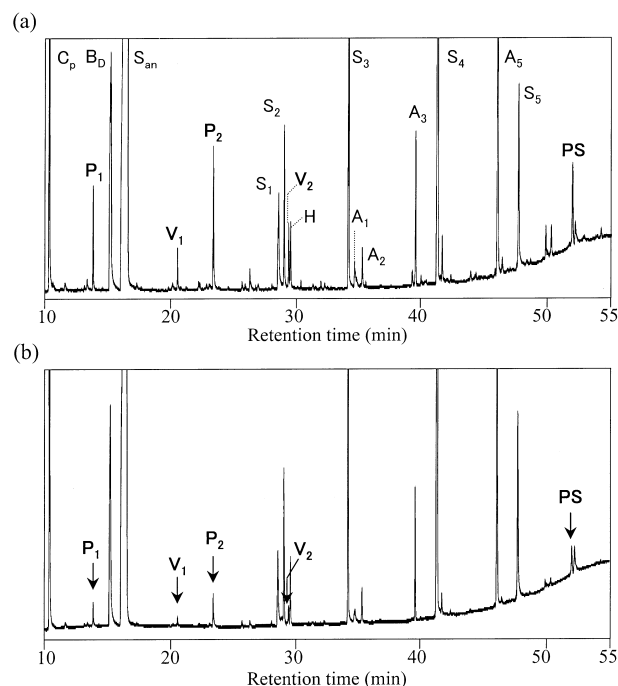 (a)
Cₚ B_D Sₐₙ S₃ S₄ A₅
S₂ P₂ A₃ S₅
P₁ S₁ V₂ PS
V₁ H A₁
A₂
10 20 30 40 50 55
Retention time (min)
(b)
P₁ V₁ P₂ V₂ PS
10 20 30 40 50 55
Retention time (min)